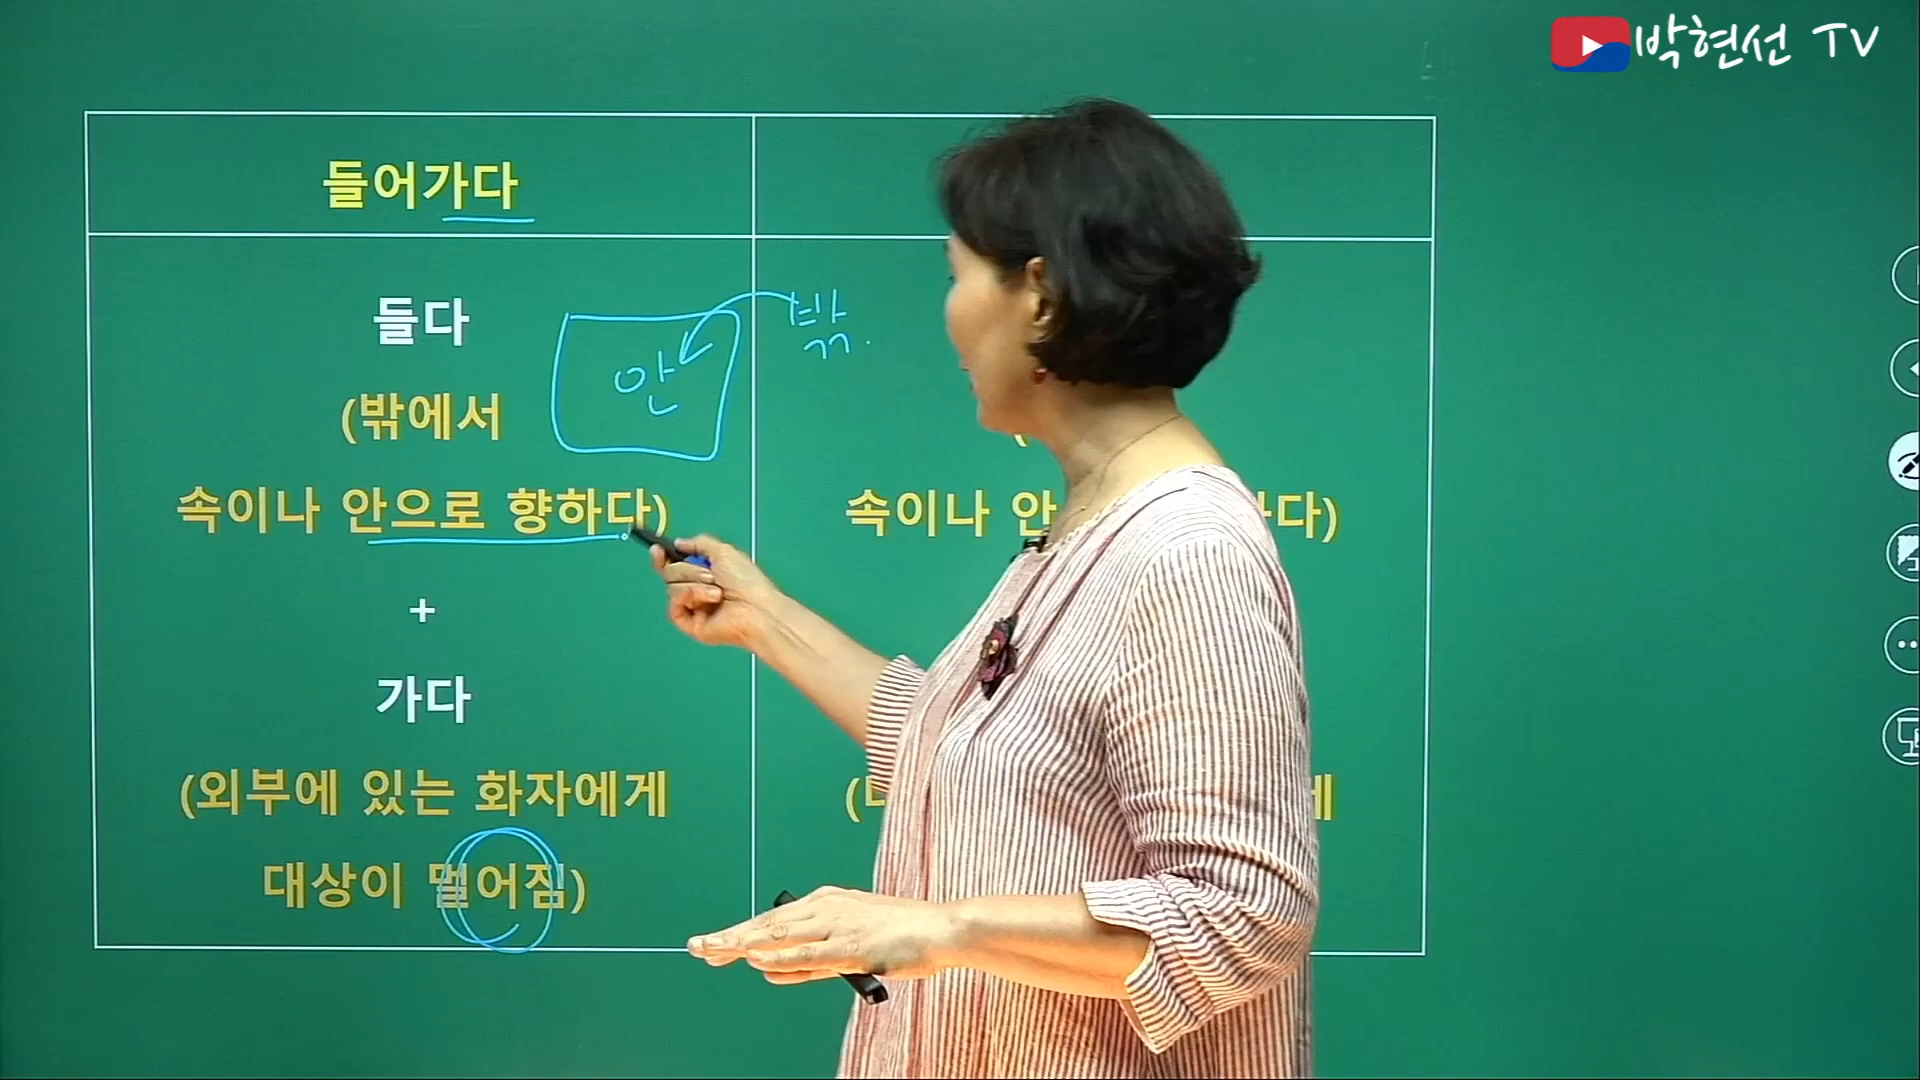 박현선 TV
들어가다
들다
안
밖
(밖에서
속이나 안으로 향하다)
+
가다
(외부에 있는 화자에게
대상이 멀어짐)
속이나